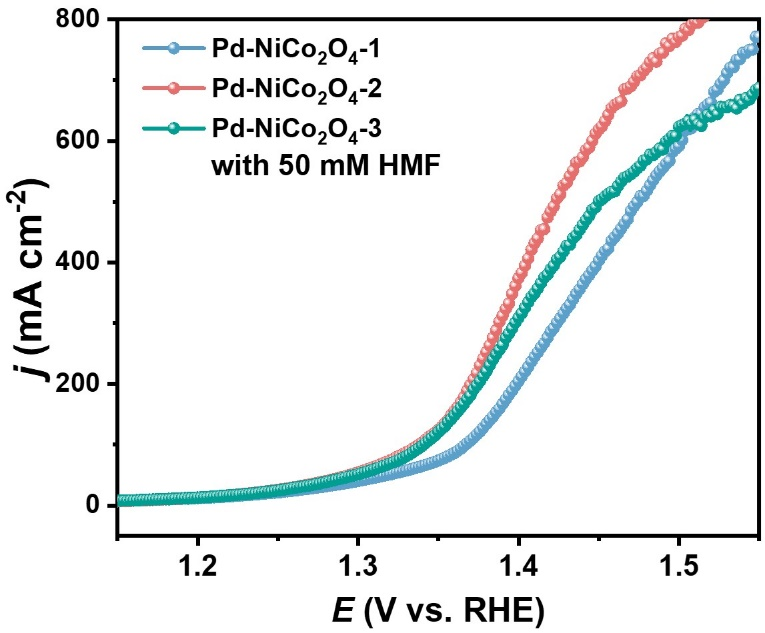 800
600
400
200
0
j (mA cm⁻²)
Pd-NiCo₂O₄-1
Pd-NiCo₂O₄-2
Pd-NiCo₂O₄-3
with 50 mM HMF
1.2 1.3 1.4 1.5
E (V vs. RHE)